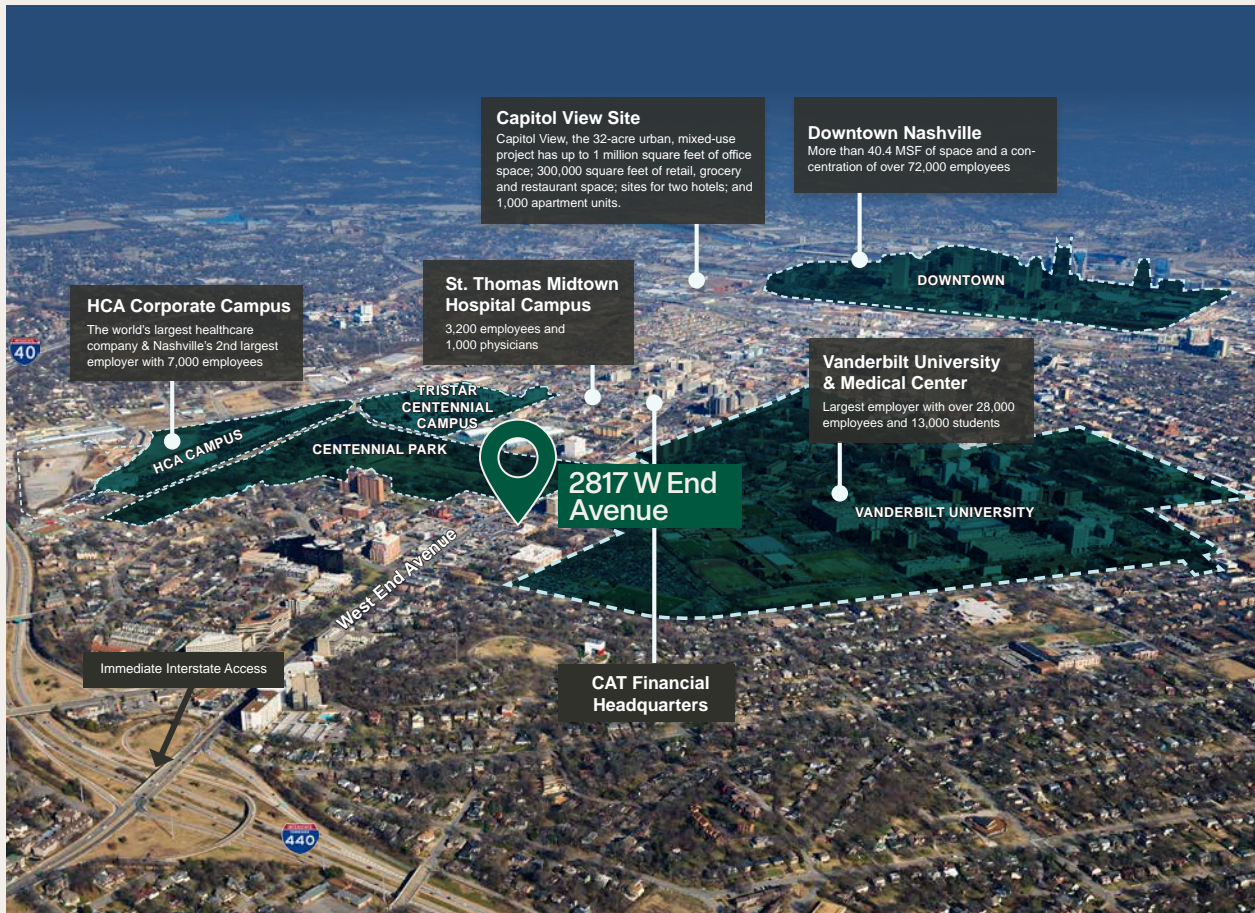 Capitol View Site
Capitol View, the 32-acre urban, mixed-use
project has up to 1 million square feet of office
space; 300,000 square feet of retail, grocery
and restaurant space; sites for two hotels; and
1,000 apartment units.
Downtown Nashville
More than 40.4 MSF of space and a con-
centration of over 72,000 employees
DOWNTOWN
St. Thomas Midtown
Hospital Campus
3,200 employees and
1,000 physicians
HCA Corporate Campus
The world's largest healthcare
company & Nashville's 2nd largest
employer with 7,000 employees
40
Vanderbilt University
& Medical Center
Largest employer with over 28,000
employees and 13,000 students
TRISTAR
CENTENNIAL
CAMPUS
HCA CAMPUS
CENTENNIAL PARK
2817 W End
Avenue
VANDERBILT UNIVERSITY
West End Avenue
Immediate Interstate Access
CAT Financial
Headquarters
440